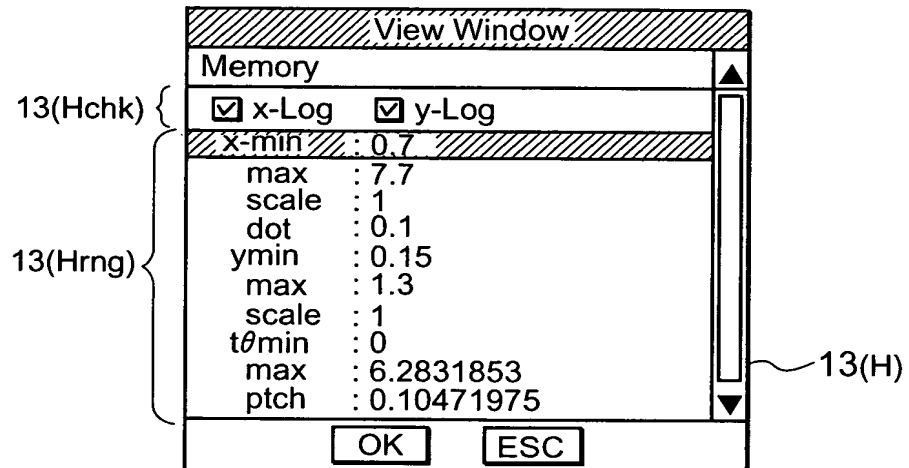 View Window
Memory
13(Hchk) x-Log y-Log
x-min : 0.7
max : 7.7
scale : 1
dot : 0.1
13(Hrng) ymin : 0.15
max : 1.3
scale : 1
tθmin : 0
max : 6.2831853
13(H)
ptch : 0.10471975
OK ESC